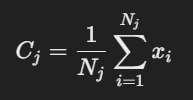 C_j = \frac{1}{N_j} \sum_{i=1}^{N_j} x_i